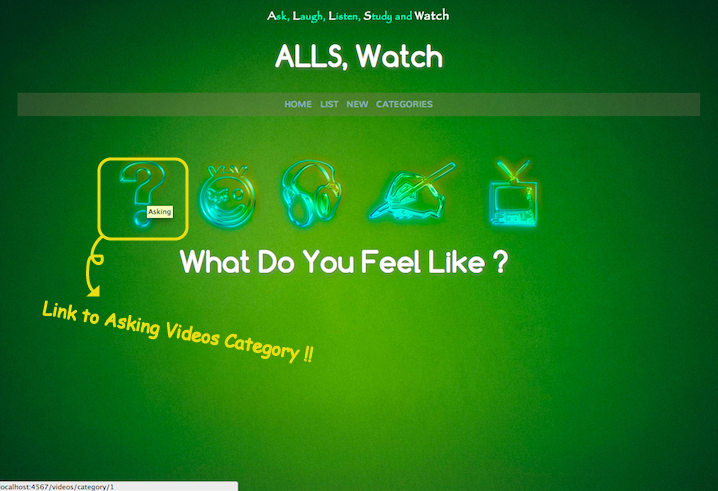 Ask, Laugh, Listen, Study and Watch
ALLS, Watch
HOME LIST NEW CATEGORIES
Asking
What Do You Feel Like ?
Link to Asking Videos Category !!
ocalhost:4567/videos/category/1